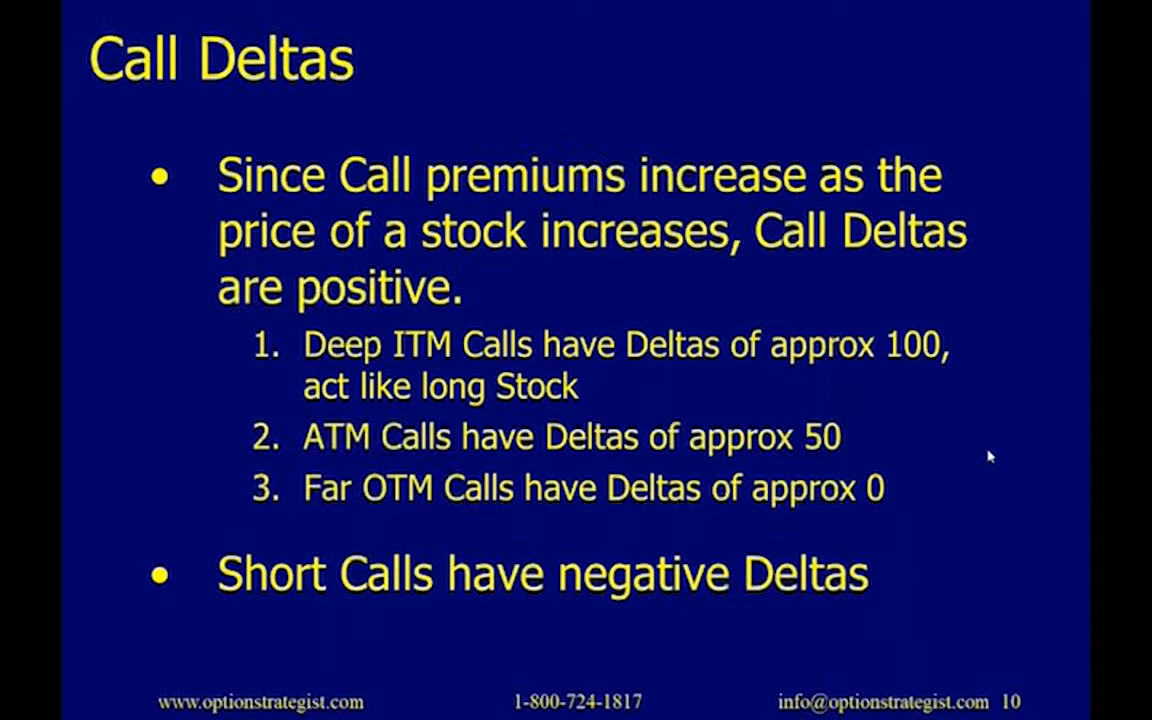 Call Deltas
• Since Call premiums increase as the
price of a stock increases, Call Deltas
are positive.
1. Deep ITM Calls have Deltas of approx 100,
act like long Stock
2. ATM Calls have Deltas of approx 50
3. Far OTM Calls have Deltas of approx 0
• Short Calls have negative Deltas
www.optionstrategist.com 1-800-724-1817 info@optionstrategist.com 10